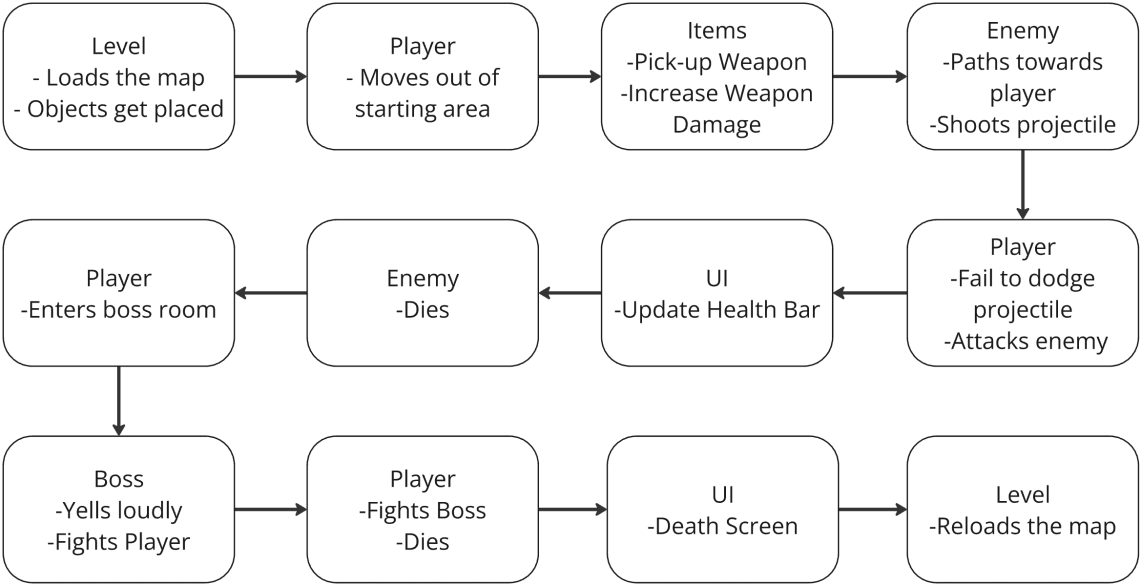 Level
- Loads the map
- Objects get placed
Player
- Moves out of
starting area
Items
-Pick-up Weapon
-Increase Weapon
Damage
Enemy
-Paths towards
player
-Shoots projectile
Player
-Fail to dodge
projectile
-Attacks enemy
UI
-Update Health Bar
Enemy
-Dies
Player
-Enters boss room
Boss
-Yells loudly
-Fights Player
Player
-Fights Boss
-Dies
UI
-Death Screen
Level
-Reloads the map